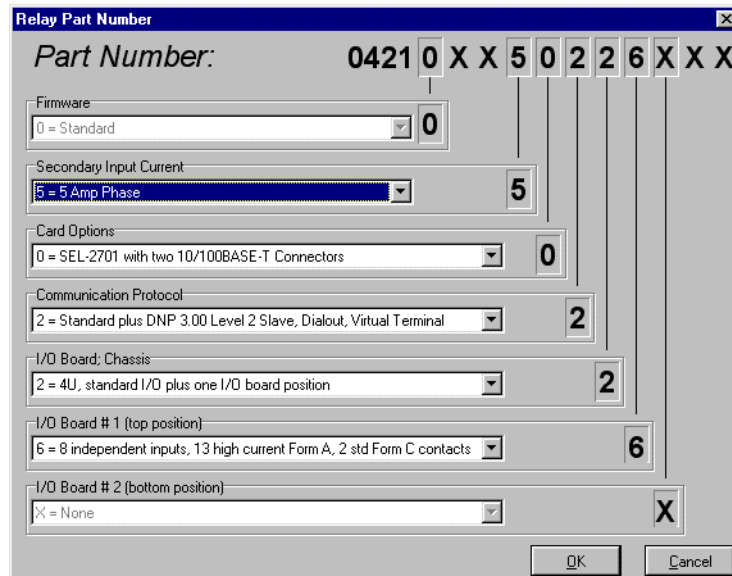 Relay Part Number
Part Number: 0421 0 X X 5 0 2 2 6 X X X
Firmware
0 = Standard 0
Secondary Input Current
5 = 5 Amp Phase 5
Card Options
0 = SEL-2701 with two 10/100BASE-T Connectors 0
Communication Protocol
2 = Standard plus DNP 3.00 Level 2 Slave, Dialout, Virtual Terminal 2
I/O Board; Chassis
2 = 4U, standard I/O plus one I/O board position 2
I/O Board # 1 (top position)
6 = 8 independent inputs, 13 high current Form A, 2 std Form C contacts 6
I/O Board # 2 (bottom position)
X = None X
OK Cancel